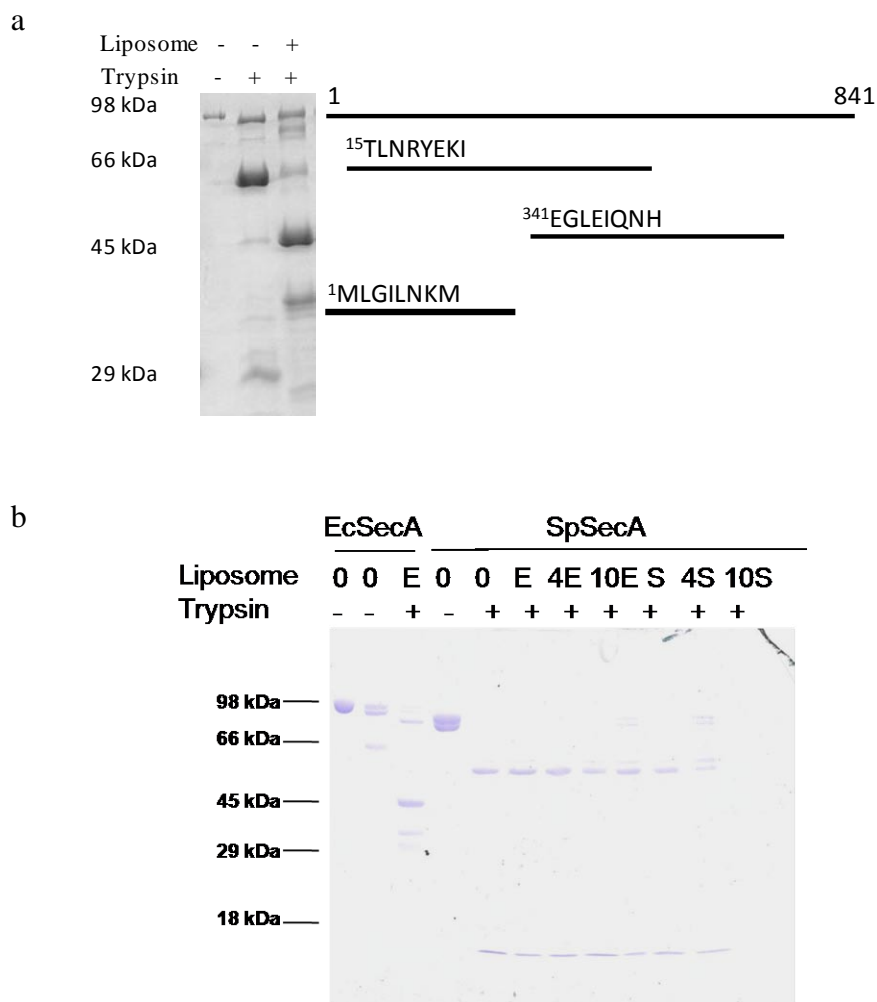 a
Liposome - - +
Trypsin - + +
98 kDa
1 841
15TLNRYEKI
66 kDa
341EGLEIQNH
45 kDa
1MLGILNKM
29 kDa
b
EcSecA SpSecA
Liposome 0 0 E 0 0 E 4E 10E S 4S 10S
Trypsin - - + - + + + + + + +
98 kDa
66 kDa
45 kDa
29 kDa
18 kDa